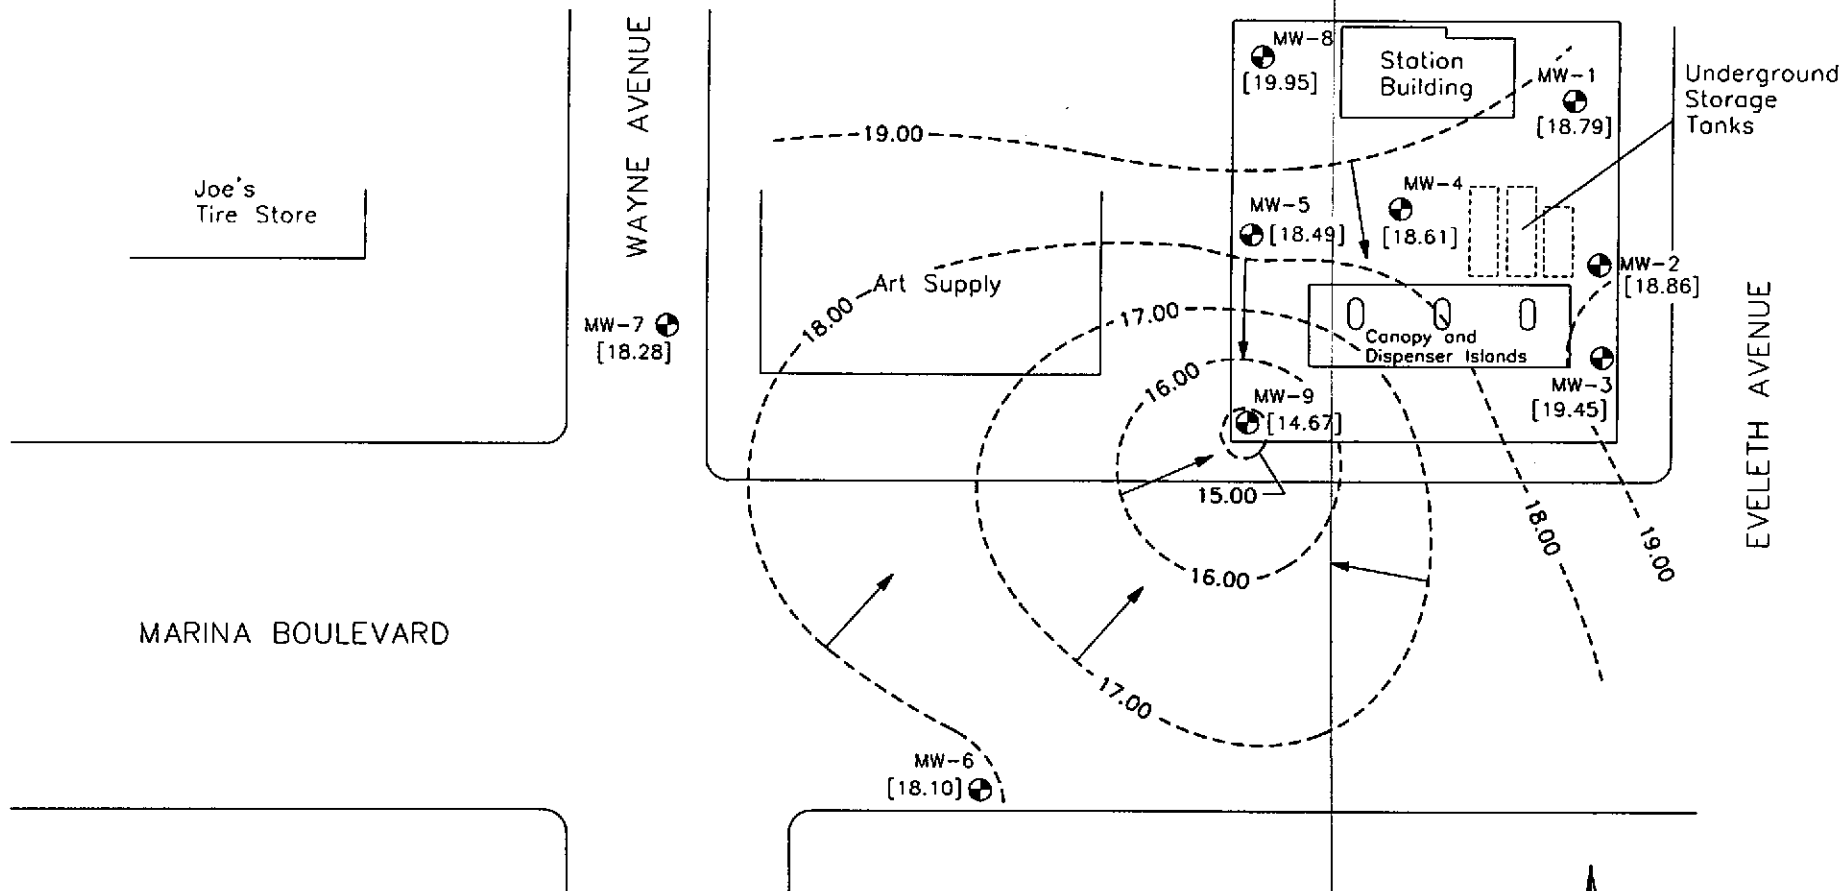 WAYNE AVENUE
MW-8
[19.95]
Station
Building
MW-1
[18.79]
Underground
Storage
Tanks
19.00
Joe's
Tire Store
MW-4
[18.61]
MW-5
[18.49]
MW-2
[18.86]
Art Supply
18.00
17.00
MW-7
[18.28]
Canopy and
Dispenser Islands
EVELETH AVENUE
16.00
MW-9
[14.67]
MW-3
[19.45]
15.00
18.00
19.00
16.00
MARINA BOULEVARD
17.00
MW-6
[18.10]